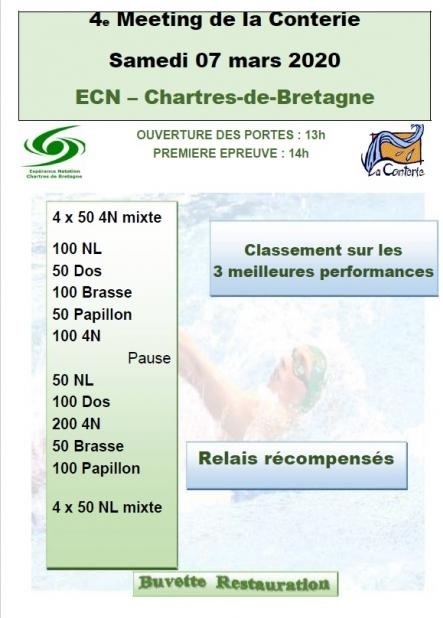 4e Meeting de la Conterie
Samedi 07 mars 2020
ECN – Chartres-de-Bretagne
OUVERTURE DES PORTES : 13h
PREMIERE EPREUVE : 14h
Espérance Natation
Chartres de Bretagne
La Conterie
4 x 50 4N mixte
100 NL
50 Dos
100 Brasse
50 Papillon
100 4N
Pause
50 NL
100 Dos
200 4N
50 Brasse
100 Papillon
4 x 50 NL mixte
Classement sur les
3 meilleures performances
Relais récompensés
Buvette Restauration